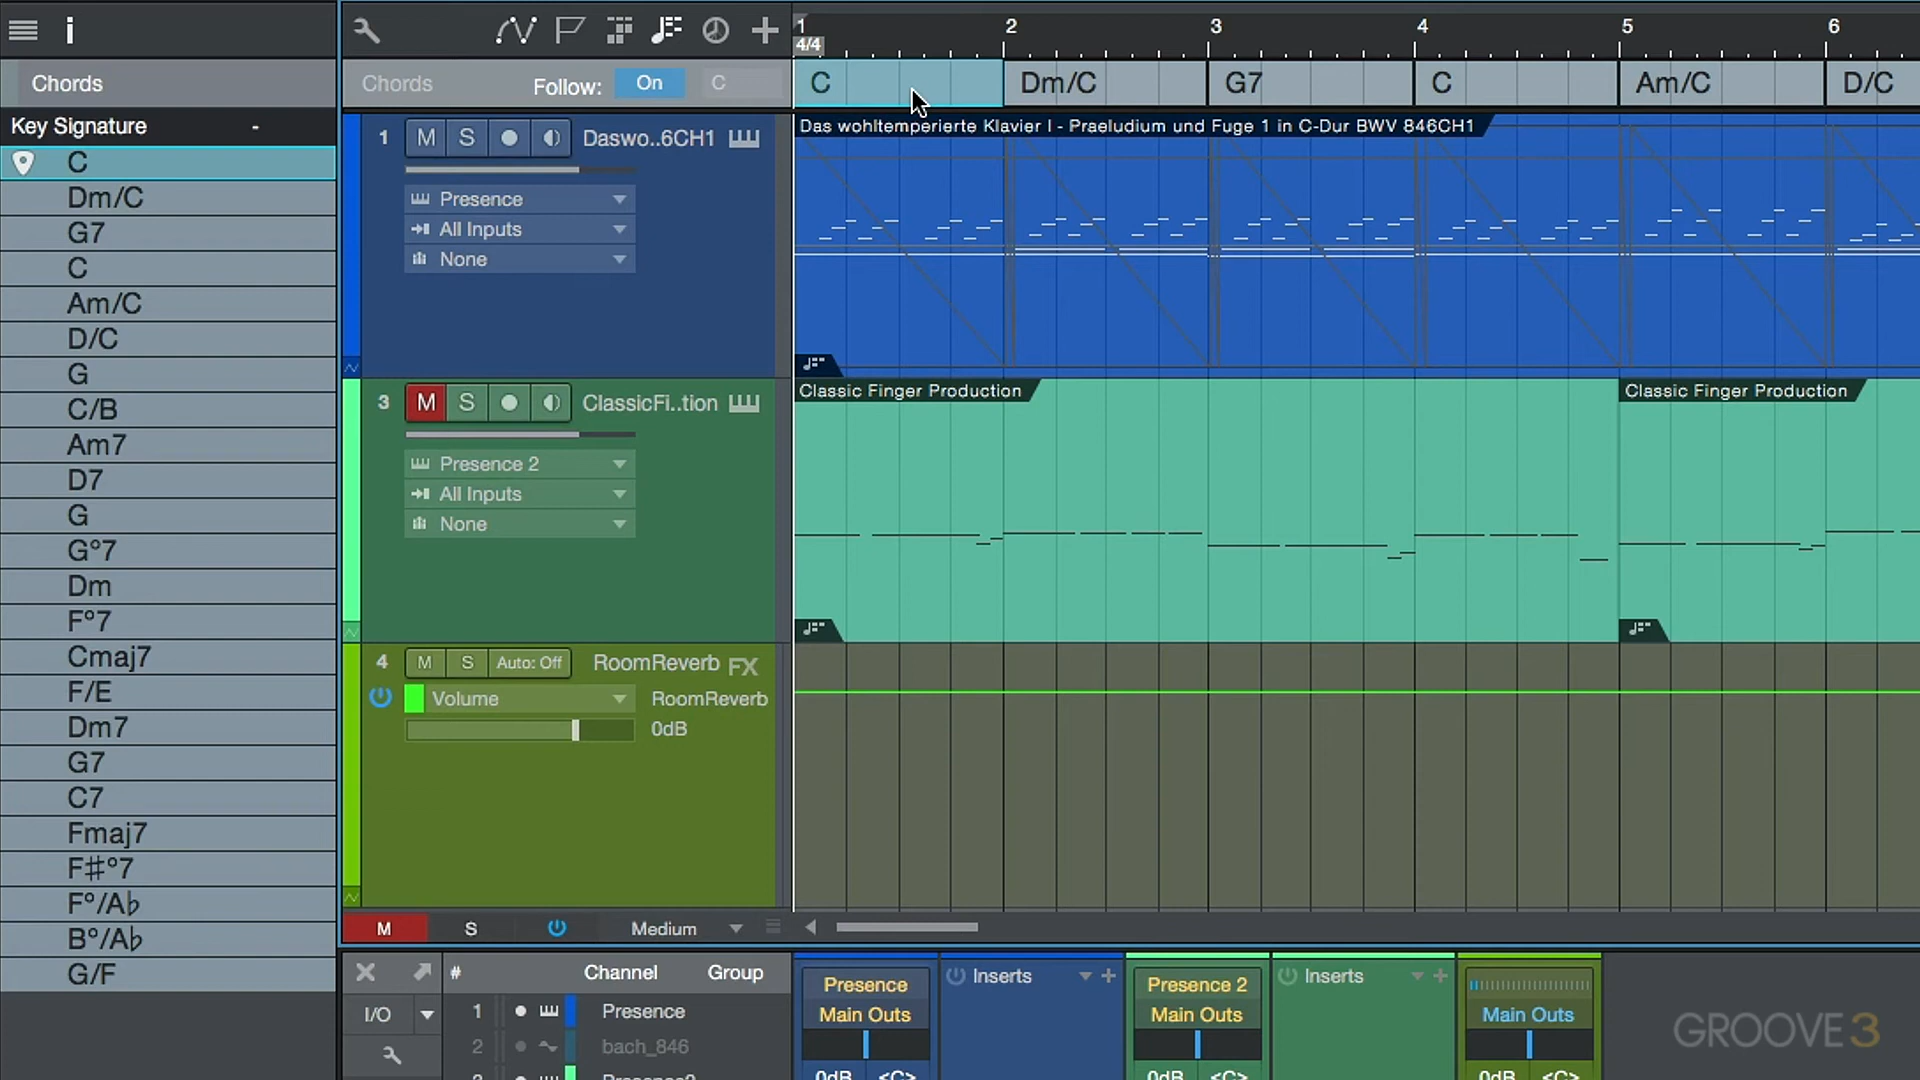 i
1 2 3 4 5 6
4/4
Chords
Chords Follow: On C
C Dm/C G7 C Am/C D/C
Key Signature -
C
Dm/C
G7
C
Am/C
D/C
G
C/B
Am7
D7
G
G°7
Dm
F°7
Cmaj7
F/E
Dm7
G7
C7
Fmaj7
F♯°7
F°/A♭
B°/A♭
G/F
1 M S Daswo..6CH1
Presence
All Inputs
None
Das wohltemperierte Klavier I - Praeludium und Fuge 1 in C-Dur BWV 846CH1
3 M S ClassicFi..tion
Presence 2
All Inputs
None
Classic Finger Production
Classic Finger Production
4 M S Auto: Off RoomReverb FX
Volume RoomReverb
0dB
M S Medium
# Channel Group
I/O
1 Presence
2 bach_846
Presence
Main Outs
0dB <C>
Inserts
Presence 2
Main Outs
0dB <C>
Inserts
Main Outs
0dB <C>
GROOVE 3